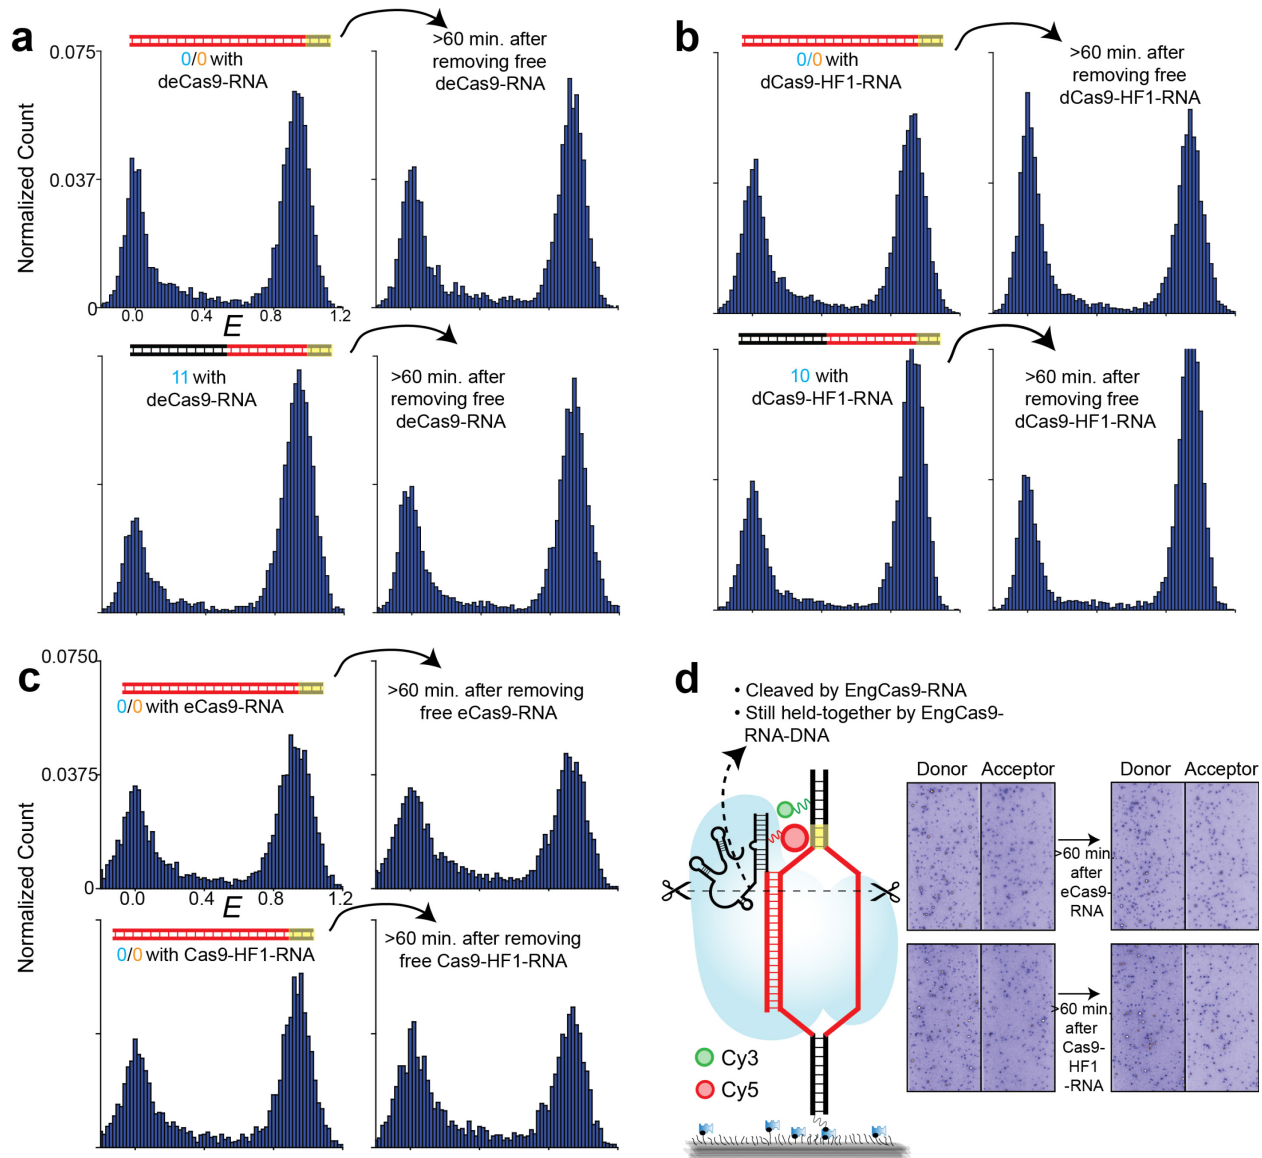 a
0/0 with
deCas9-RNA
>60 min. after
removing free
deCas9-RNA
0.075
0.037
0
Normalized Count
0.0
0.4
0.8
1.2
E
11 with
deCas9-RNA
>60 min. after
removing free
deCas9-RNA
b
0/0 with
dCas9-HF1-RNA
>60 min. after
removing free
dCas9-HF1-RNA
10 with
dCas9-HF1-RNA
>60 min. after
removing free
dCas9-HF1-RNA
c
0.0750
0.0375
0
Normalized Count
0/0 with eCas9-RNA
>60 min. after removing
free eCas9-RNA
0.0
0.4
0.8
1.2
E
0/0 with Cas9-HF1-RNA
>60 min. after removing
free Cas9-HF1-RNA
d
• Cleaved by EngCas9-RNA
• Still held-together by EngCas9-
RNA-DNA
Cy3
Cy5
Donor Acceptor
Donor Acceptor
>60 min.
after
eCas9-
RNA
>60 min.
after
Cas9-
HF1
-RNA